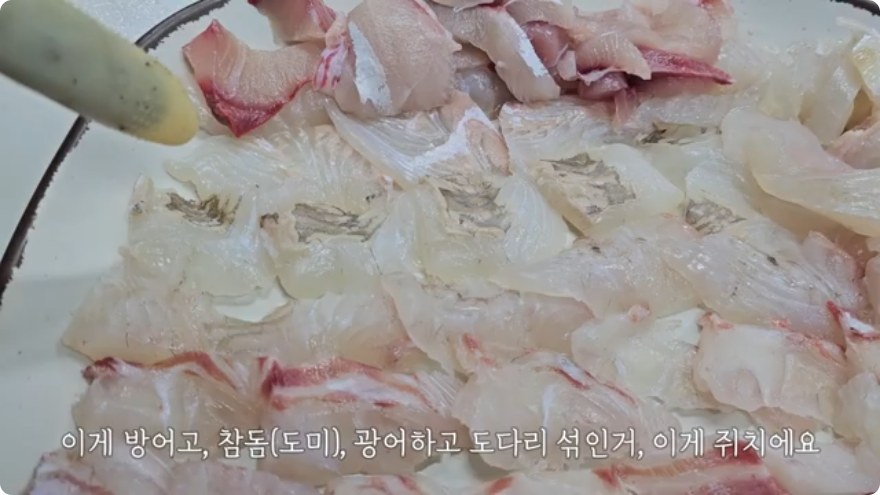 이게 방어고, 참돔(도미), 광어하고 도다리 섞인거, 이게 쥐치에요